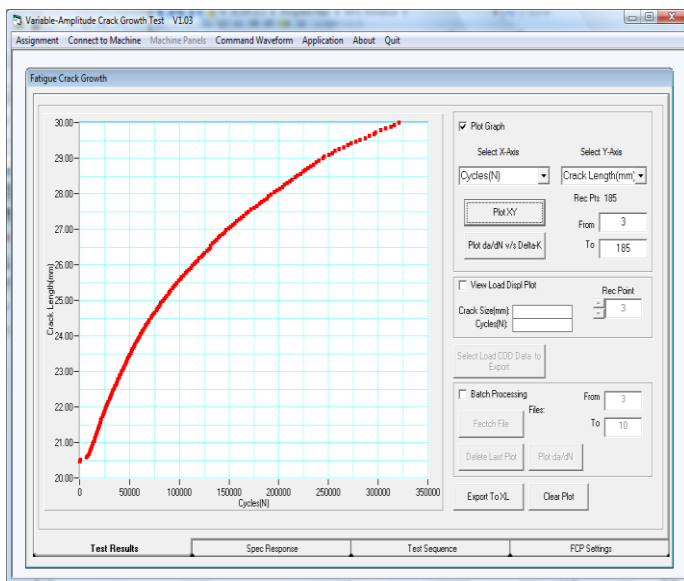 Variable-Amplitude Crack Growth Test V1.03
Assignment Connect to Machine Machine Panels Command Waveform Application About Quit
Fatigue Crack Growth
30.00
29.00
28.00
27.00
26.00
25.00
24.00
23.00
22.00
21.00
20.00
Crack Length(mm)
0 50000 100000 150000 200000 250000 300000 350000
Cycles(N)
Plot Graph
Select X-Axis Select Y-Axis
Cycles(N) Crack Length(mm)
Rec Pts 185
Plot XY
From 3
Plot da/dN v/s Delta-K
To 185
View Load Displ Plot
Rec Point
Crack Size(mm):
3
Cycles(N):
Select Load COD Data to
Export
Batch Processing
From 3
Files:
Fectch File
To 10
Delete Last Plot Plot da/dN
Export To XL Clear Plot
Test Results Spec Response Test Sequence FCP Settings